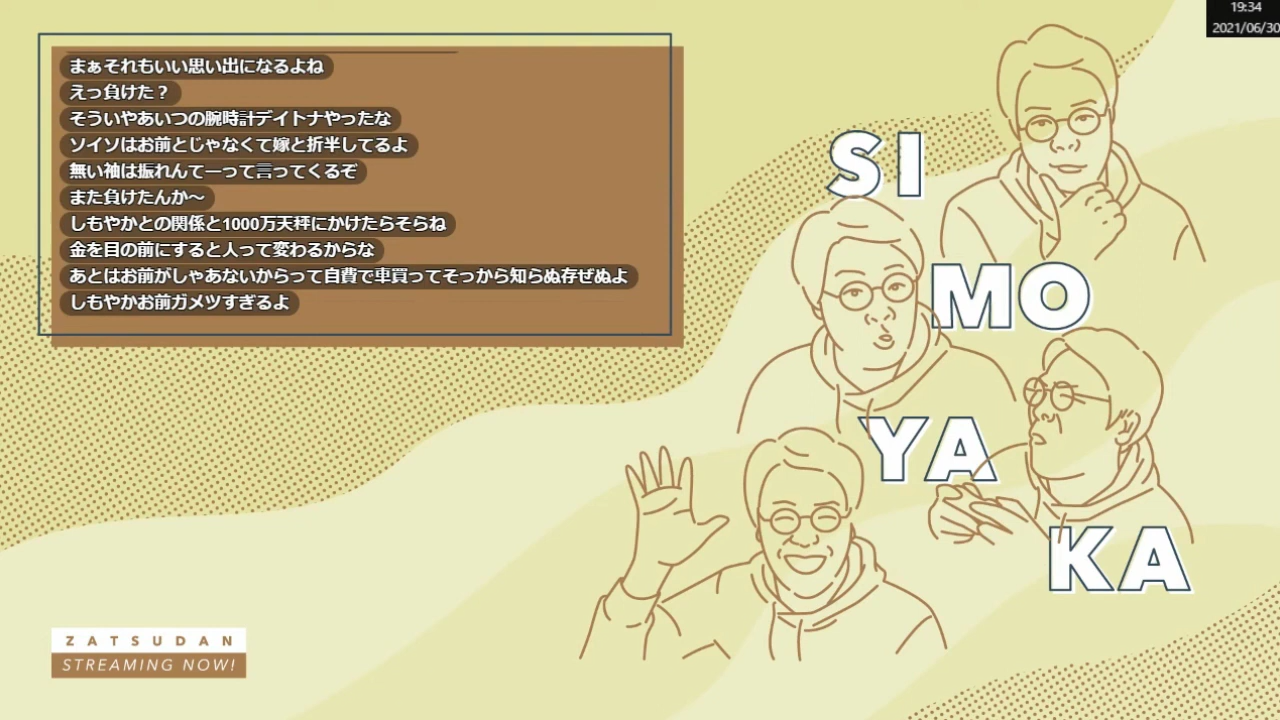 19:34
2021/06/30
まぁそれもいい思い出になるよね
えっ負けた？
そういやあいつの腕時計デイトナやったな
ソイソはお前とじゃなくて嫁と折半してるよ
無い袖は振れんてーって言ってくるぞ
また負けたんか～
しもやかとの関係と1000万天秤にかけたらそらね
金を目の前にすると人って変わるからな
あとはお前がしゃあないからって自費で車買ってそっから知らぬ存ぜぬよ
しもやかお前ガメツすぎるよ
SI
MO
YA
KA
ZATSUDAN
STREAMING NOW!